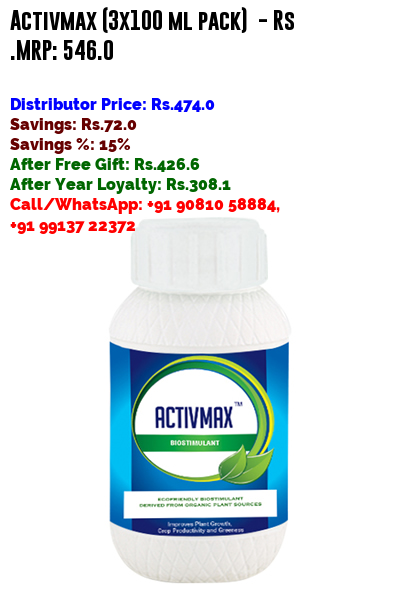 Activmax (3x100 ml pack) - Rs
.MRP: 546.0
Distributor Price: Rs.474.0
Savings: Rs.72.0
Savings %: 15%
After Free Gift: Rs.426.6
After Year Loyalty: Rs.308.1
Call/WhatsApp: +91 90810 58884,
+91 99137 22372
ACTIVMAX™
BIOSTIMULANT
ECOFRIENDLY BIOSTIMULANT
DERIVED FROM ORGANIC PLANT SOURCES
Improves Plant Growth,
Crop Productivity and Greeness